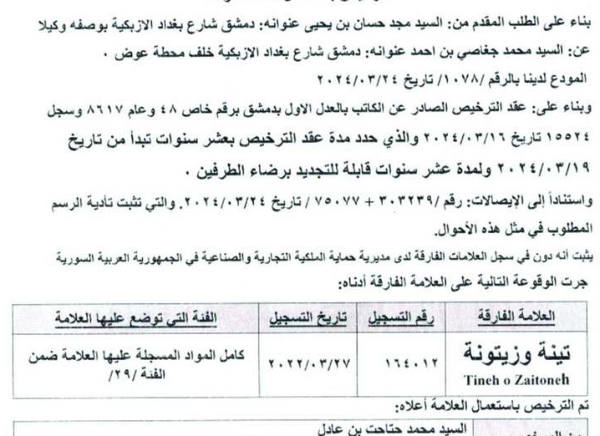 بناء على الطلب المقدم من: السيد مجد حسان بن يحيى عنوانه: دمشق شارع بغداد الازبكية بوصفه وكيلا
عن: السيد محمد جغاصي بن احمد عنوانه: دمشق شارع بغداد الازبكية خلف محطة عوض ٠
المودع لدينا بالرقم /١٠٧٨/ تاريخ ٢٠٢٤/٠٣/٢٤
وبناء على: عقد الترخيص الصادر عن الكاتب بالعدل الاول بدمشق برقم خاص ٤٨ وعام ٨٦١٧ وسجل
١٥٥٢٤ تاريخ ٢٠٢٤/٠٣/١٦ والذي حدد مدة عقد الترخيص بعشر سنوات تبدأ من تاريخ
٢٠٢٤/٠٣/١٩ ولمدة عشر سنوات قابلة للتجديد برضاء الطرفين ٠
واستناداً إلى الإيصالات: رقم /٣٠٣٢٣٩ + ٧٥٠٧٧ / تاريخ ٢٠٢٤/٠٣/٢٤. والتي تثبت تأدية الرسم
المطلوب في مثل هذه الأحوال.
يثبت أنه دون في سجل العلامات الفارقة لدى مديرية حماية الملكية التجارية والصناعية في الجمهورية العربية السورية
جرت الوقوعة التالية على العلامة الفارقة أدناه:
العلامة الفارقة رقم التسجيل تاريخ التسجيل الفئة التي توضع عليها العلامة
تينة وزيتونة ١٦٤٠١٢ ٢٠٢٢/٠٣/٢٧ كامل المواد المسجلة عليها العلامة ضمن
Tineh o Zaitoneh الفئة /٢٩/
تم الترخيص باستعمال العلامة أعلاه:
السيد محمد حتاحت بن عادل